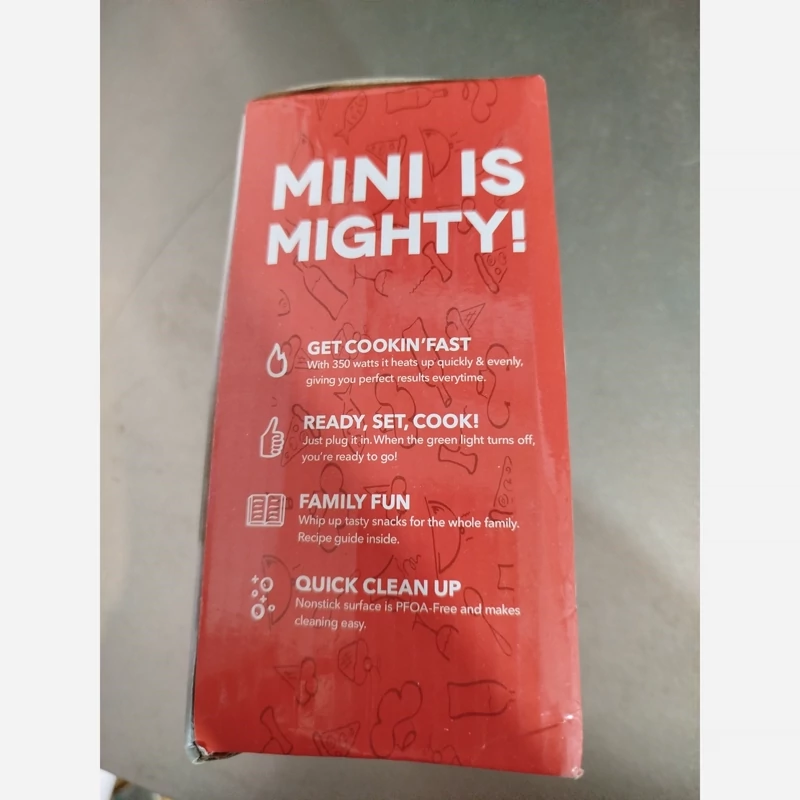 MINI IS
MIGHTY!
GET COOKIN'FAST
With 350 watts it heats up quickly & evenly,
giving you perfect results everytime.
READY, SET, COOK!
Just plug it in. When the green light turns off,
you're ready to go!
FAMILY FUN
Whip up tasty snacks for the whole family.
Recipe guide inside.
QUICK CLEAN UP
Nonstick surface is PFOA-Free and makes
cleaning easy.